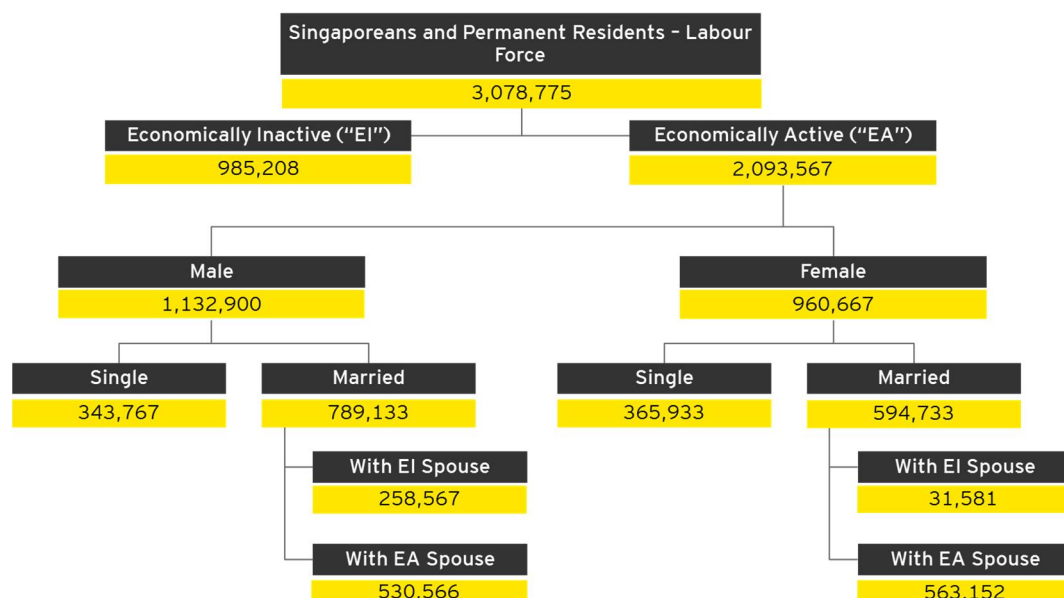 Singaporeans and Permanent Residents – Labour
Force
3,078,775
Economically Inactive (“EI”)
985,208
Economically Active (“EA”)
2,093,567
Male
1,132,900
Female
960,667
Single
343,767
Married
789,133
Single
365,933
Married
594,733
With EI Spouse
258,567
With EI Spouse
31,581
With EA Spouse
530,566
With EA Spouse
563,152